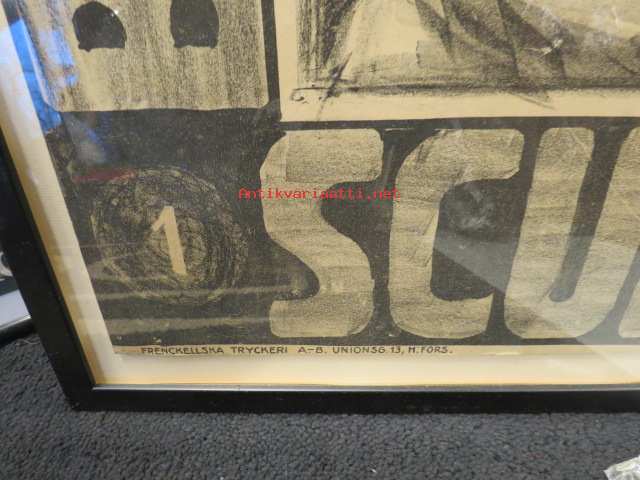 Antikvariaatti.net
1 SCU
FRENCKELLSKA TRYCKERI A-B. UNIONSG. 13, H.FORS.